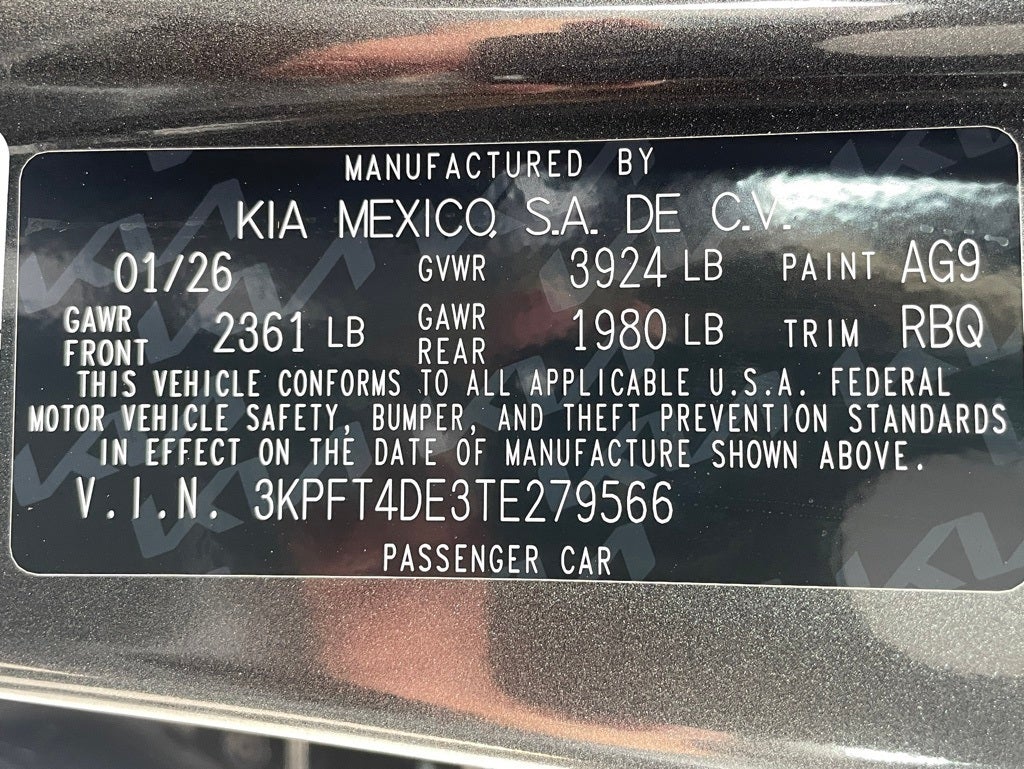 MANUFACTURED BY
KIA MEXICO, S.A. DE C.V.
01/26 GVWR 3924 LB PAINT AG9
GAWR FRONT 2361 LB GAWR REAR 1980 LB TRIM RBQ
THIS VEHICLE CONFORMS TO ALL APPLICABLE U.S.A. FEDERAL
MOTOR VEHICLE SAFETY, BUMPER, AND THEFT PREVENTION STANDARDS
IN EFFECT ON THE DATE OF MANUFACTURE SHOWN ABOVE.
V.I.N. 3KPFT4DE3TE279566
PASSENGER CAR